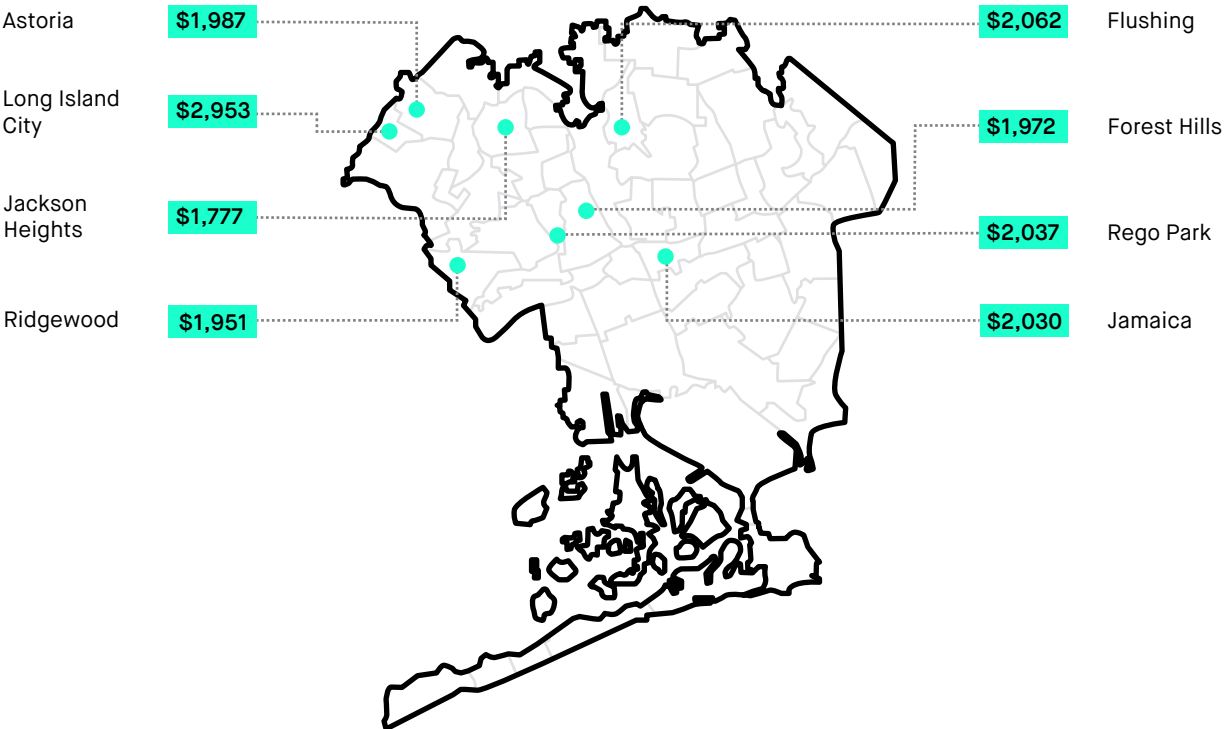 Astoria
$1,987
Long Island
City
$2,953
Jackson
Heights
$1,777
Ridgewood
$1,951
$2,062
Flushing
$1,972
Forest Hills
$2,037
Rego Park
$2,030
Jamaica